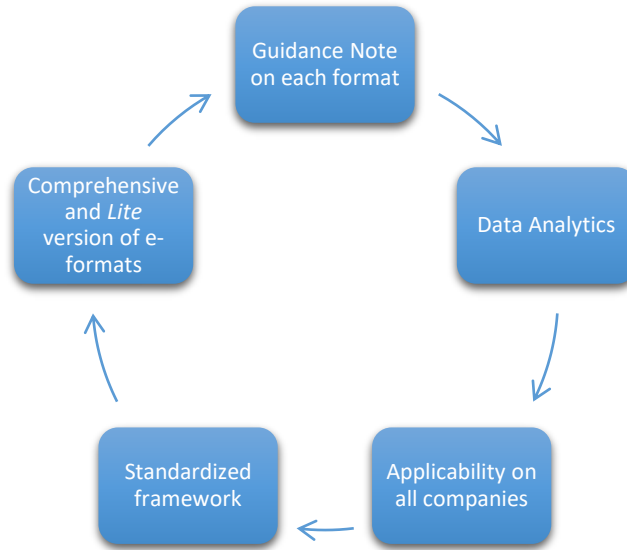 Guidance Note
on each format
Comprehensive
and Lite
version of e-
formats
Data Analytics
Standardized
framework
Applicability on
all companies